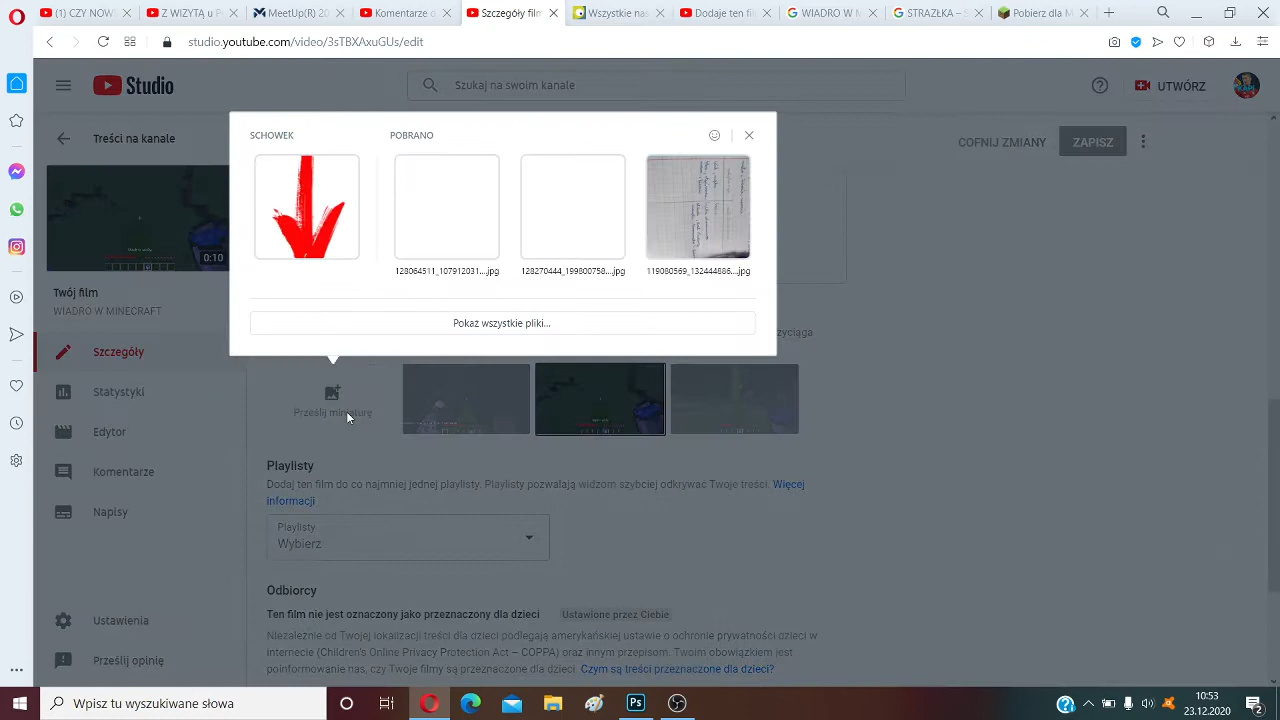 (1) CZY NOW
Z WIZYTĄ u P
MeetUp(R) 20
Komentarze d
Szczegóły film
Wszystkie nas
Dodaje ten t
WIADRO W M
STRZAŁKA –
Pobierz dla M
studio.youtube.com/video/3sTBXAxuGUs/edit
Studio
Szukaj na swoim kanale
UTWÓRZ
Treści na kanale
COFNIJ ZMIANY
ZAPISZ
SCHOWEK
POBRANO
128064511_107912031...jpg
128270444_199800758...jpg
119080569_132444886...jpg
Pokaż wszystkie pliki...
0:10
Twój film
WIADRO W MINECRAFT
Szczegóły
Statystyki
Edytor
Komentarze
Napisy
Ustawienia
Prześlij opinię
zyciąga
Prześlij miniaturę
Playlisty
Dodaj ten film do co najmniej jednej playlisty. Playlisty pozwalają widzom szybciej odkrywać Twoje treści. Więcej
informacji
Playlisty
Wybierz
Odbiorcy
Ten film nie jest oznaczony jako przeznaczony dla dzieci Ustawione przez Ciebie
Niezależnie od Twojej lokalizacji treści dla dzieci podlegają amerykańskiej ustawie o ochronie prywatności dzieci w
internecie (Children's Online Privacy Protection Act – COPPA) oraz innym przepisom. Twoim obowiązkiem jest
poinformowanie nas, czy Twoje filmy są przeznaczone dla dzieci. Czym są treści przeznaczone dla dzieci?
Wpisz tu wyszukiwane słowa
Ps
10:53
23.12.2020
2